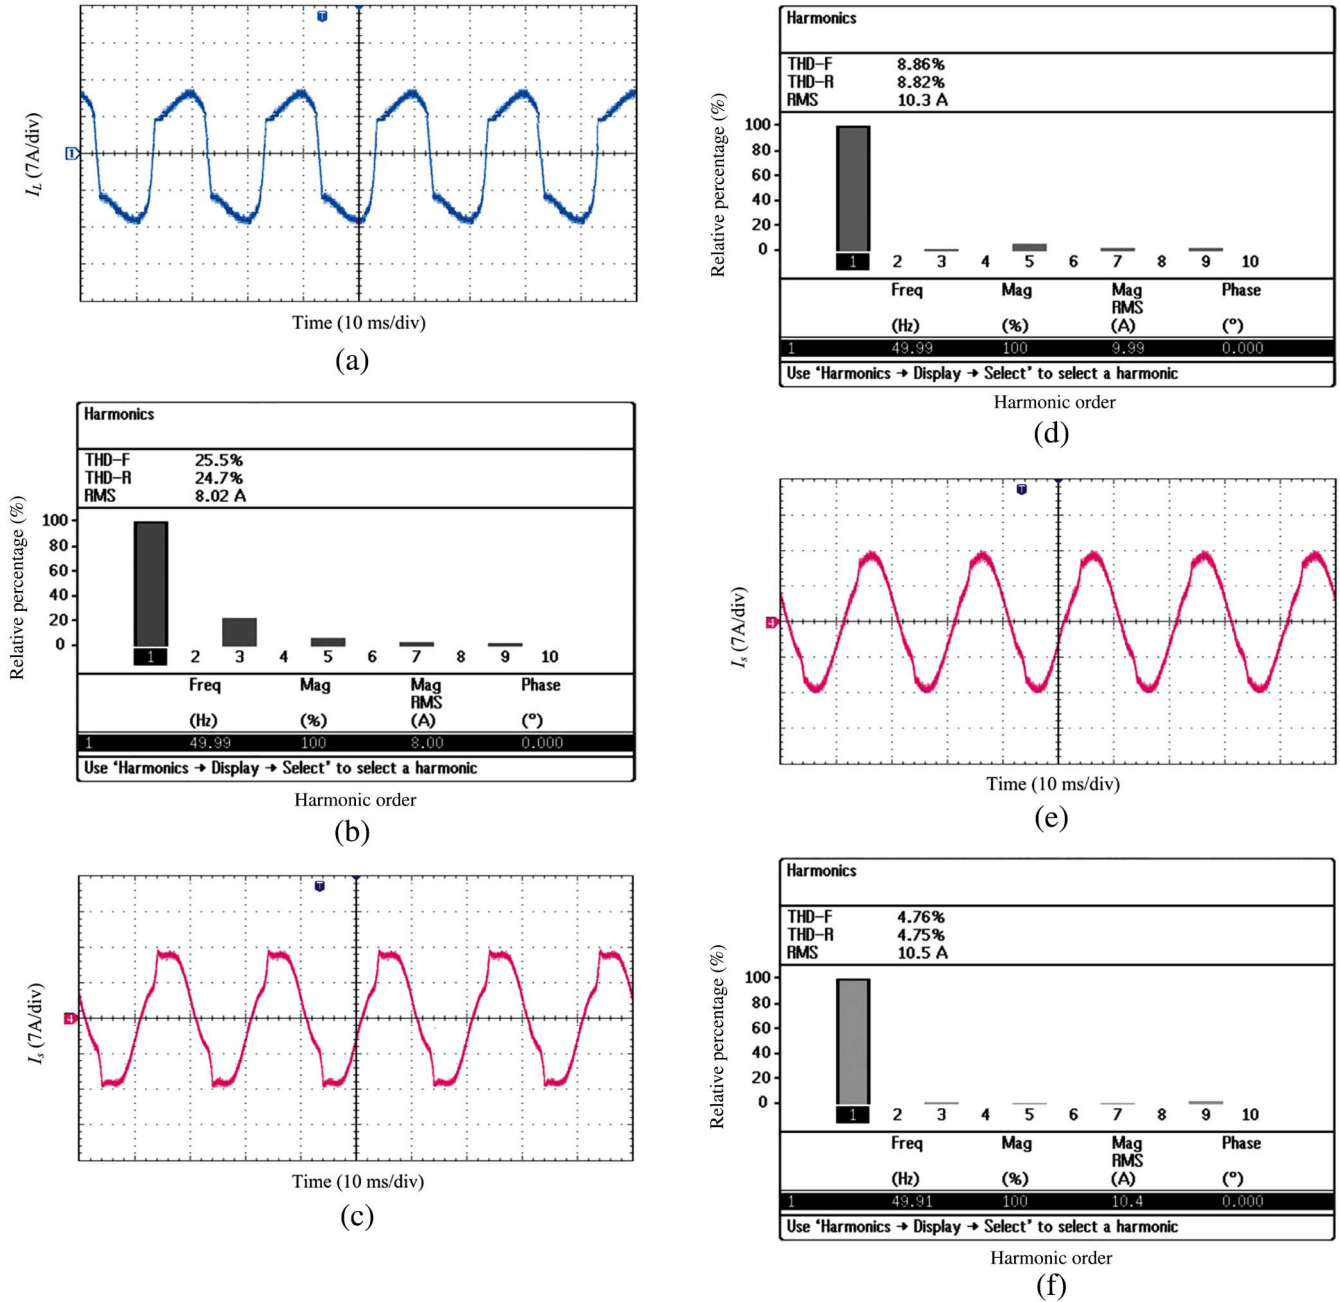 T
1
I_L (7A/div)
Time (10 ms/div)
(a)
Harmonics
THD-F 25.5%
THD-R 24.7%
RMS 8.02 A
Relative percentage (%)
100
80
60
40
20
0
1 2 3 4 5 6 7 8 9 10
Freq Mag Mag Phase
RMS
(Hz) (%) (A) (°)
1 49.99 100 8.00 0.000
Use ‘Harmonics → Display → Select’ to select a harmonic
Harmonic order
(b)
T
4
I_s (7A/div)
Time (10 ms/div)
(c)
Harmonics
THD-F 8.86%
THD-R 8.82%
RMS 10.3 A
Relative percentage (%)
100
80
60
40
20
0
1 2 3 4 5 6 7 8 9 10
Freq Mag Mag Phase
RMS
(Hz) (%) (A) (°)
1 49.99 100 9.99 0.000
Use ‘Harmonics → Display → Select’ to select a harmonic
Harmonic order
(d)
T
4
I_s (7A/div)
Time (10 ms/div)
(e)
Harmonics
THD-F 4.76%
THD-R 4.75%
RMS 10.5 A
Relative percentage (%)
100
80
60
40
20
0
1 2 3 4 5 6 7 8 9 10
Freq Mag Mag Phase
RMS
(Hz) (%) (A) (°)
1 49.91 100 10.4 0.000
Use ‘Harmonics → Display → Select’ to select a harmonic
Harmonic order
(f)